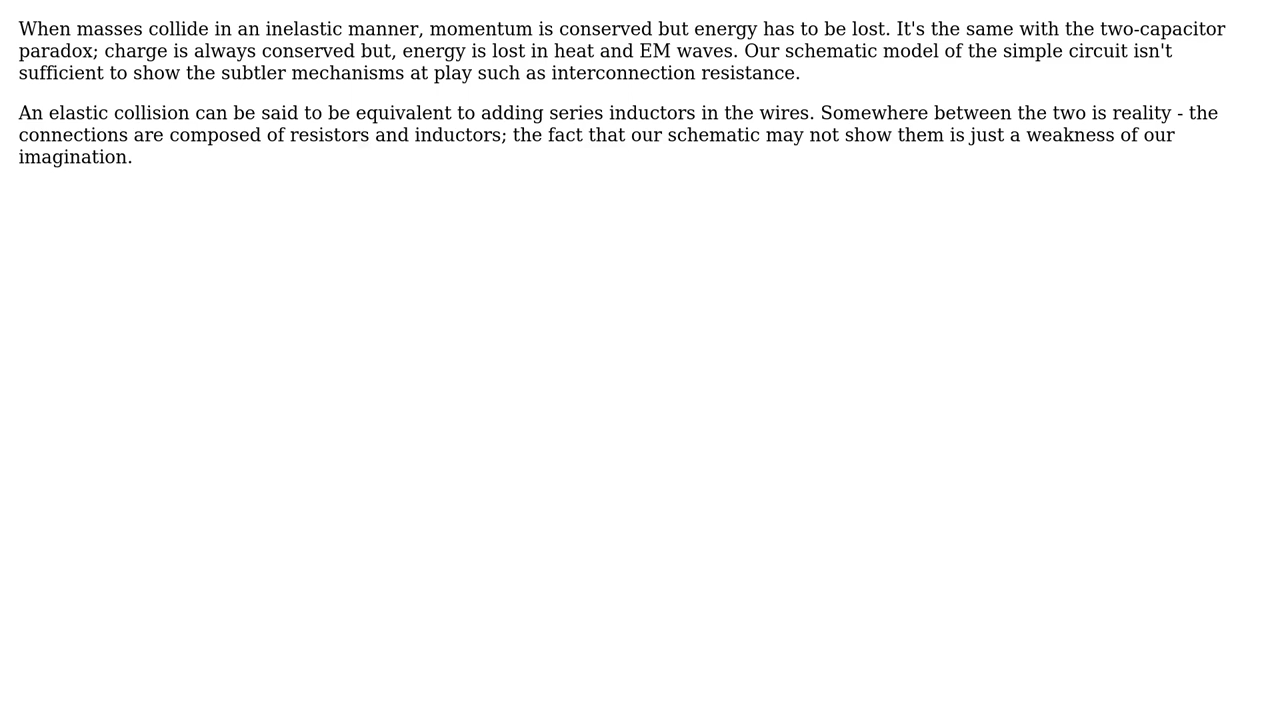 When masses collide in an inelastic manner, momentum is conserved but energy has to be lost. It's the same with the two-capacitor
paradox; charge is always conserved but, energy is lost in heat and EM waves. Our schematic model of the simple circuit isn't
sufficient to show the subtler mechanisms at play such as interconnection resistance.
An elastic collision can be said to be equivalent to adding series inductors in the wires. Somewhere between the two is reality - the
connections are composed of resistors and inductors; the fact that our schematic may not show them is just a weakness of our
imagination.